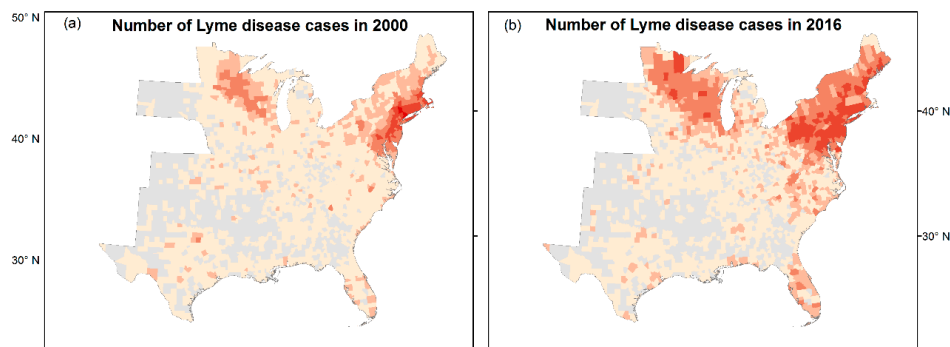 50° N
(a) Number of Lyme disease cases in 2000
40° N
30° N
(b) Number of Lyme disease cases in 2016
40° N
30° N